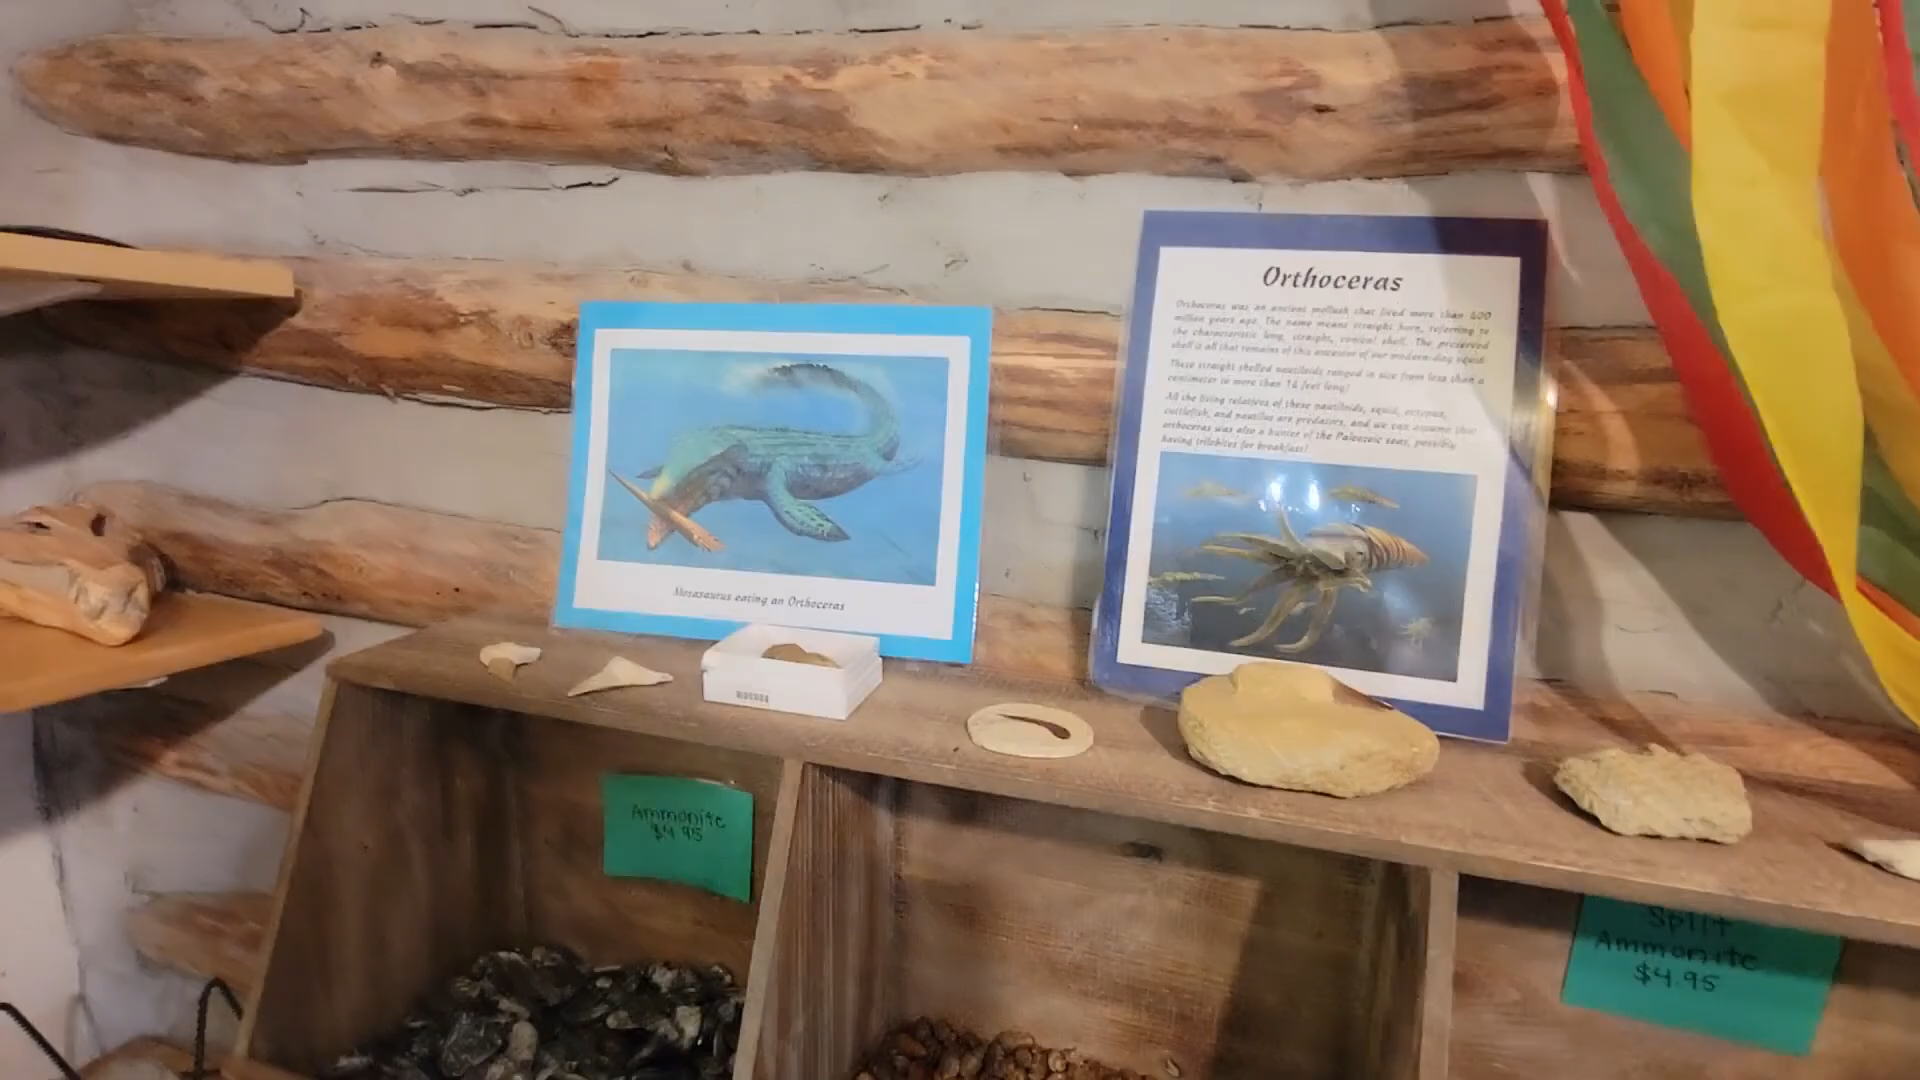 Orthoceras
Orthoceras was an ancient mollusk that lived more than 400
million years ago. The name means straight horn, referring to
the characteristic long, straight, conical shell. The preserved
shell is all that remains of this ancestor of our modern-day squid.
These straight shelled nautiloids ranged in size from less than a
centimeter to more than 14 feet long!
All the living relatives of these nautiloids, squid, octopus,
cuttlefish, and nautilus are predators, and we can assume that
orthoceras was also a hunter of the Paleozoic seas, possibly
having trilobites for breakfast!
Mosasaurus eating an Orthoceras
Ammonite
$4.95
Split
Ammonite
$4.95